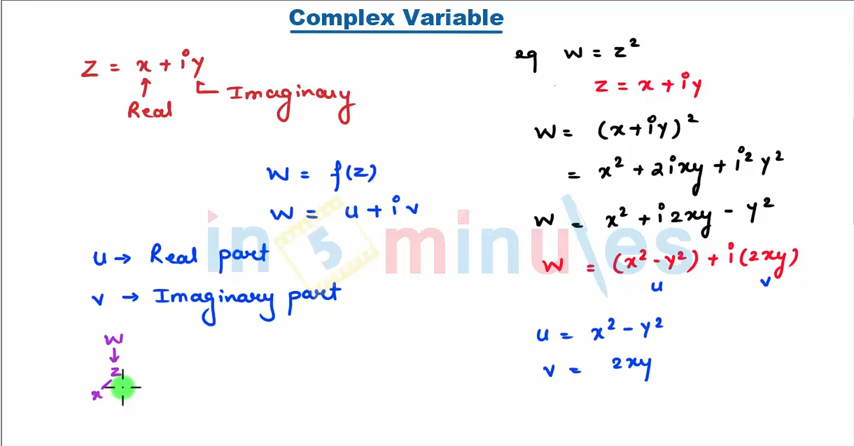 Complex Variable
z = x + iy
Real
Imaginary
w = f(z)
w = u + iv
u → Real part
v → Imaginary part
w
z
x
eq w = z²
z = x + iy
w = (x+iy)²
= x² + 2ixy + i²y²
w = x² + i2xy - y²
w = (x² - y²) + i(2xy)
u v
u = x² - y²
v = 2xy
in 5 minutes